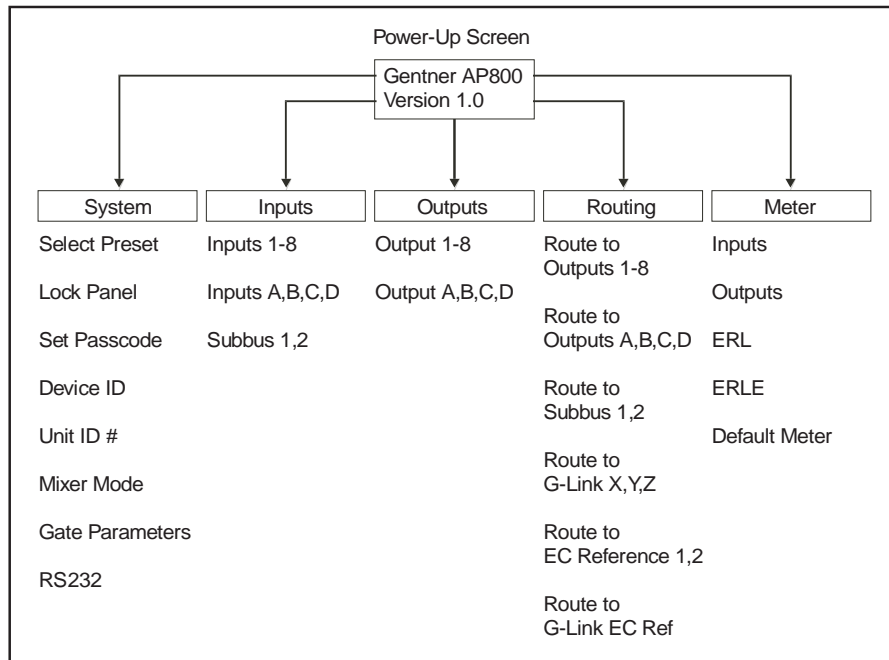 Power-Up Screen
Gentner AP800
Version 1.0
System
Select Preset
Lock Panel
Set Passcode
Device ID
Unit ID #
Mixer Mode
Gate Parameters
RS232
Inputs
Inputs 1-8
Inputs A,B,C,D
Subbus 1,2
Outputs
Output 1-8
Output A,B,C,D
Routing
Route to
Outputs 1-8
Route to
Outputs A,B,C,D
Route to
Subbus 1,2
Route to
G-Link X,Y,Z
Route to
EC Reference 1,2
Route to
G-Link EC Ref
Meter
Inputs
Outputs
ERL
ERLE
Default Meter